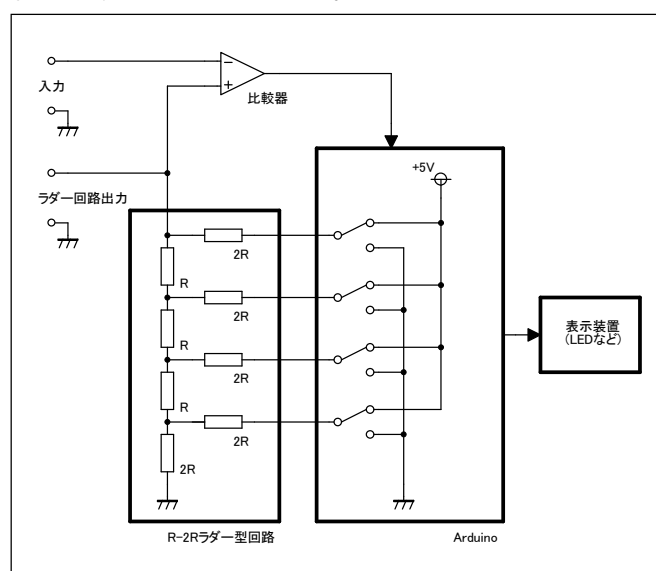 入力
−
+
比較器
ラダー回路出力
+5V
2R
R
2R
R
2R
R
2R
2R
表示装置
(LEDなど)
R-2Rラダー型回路
Arduino